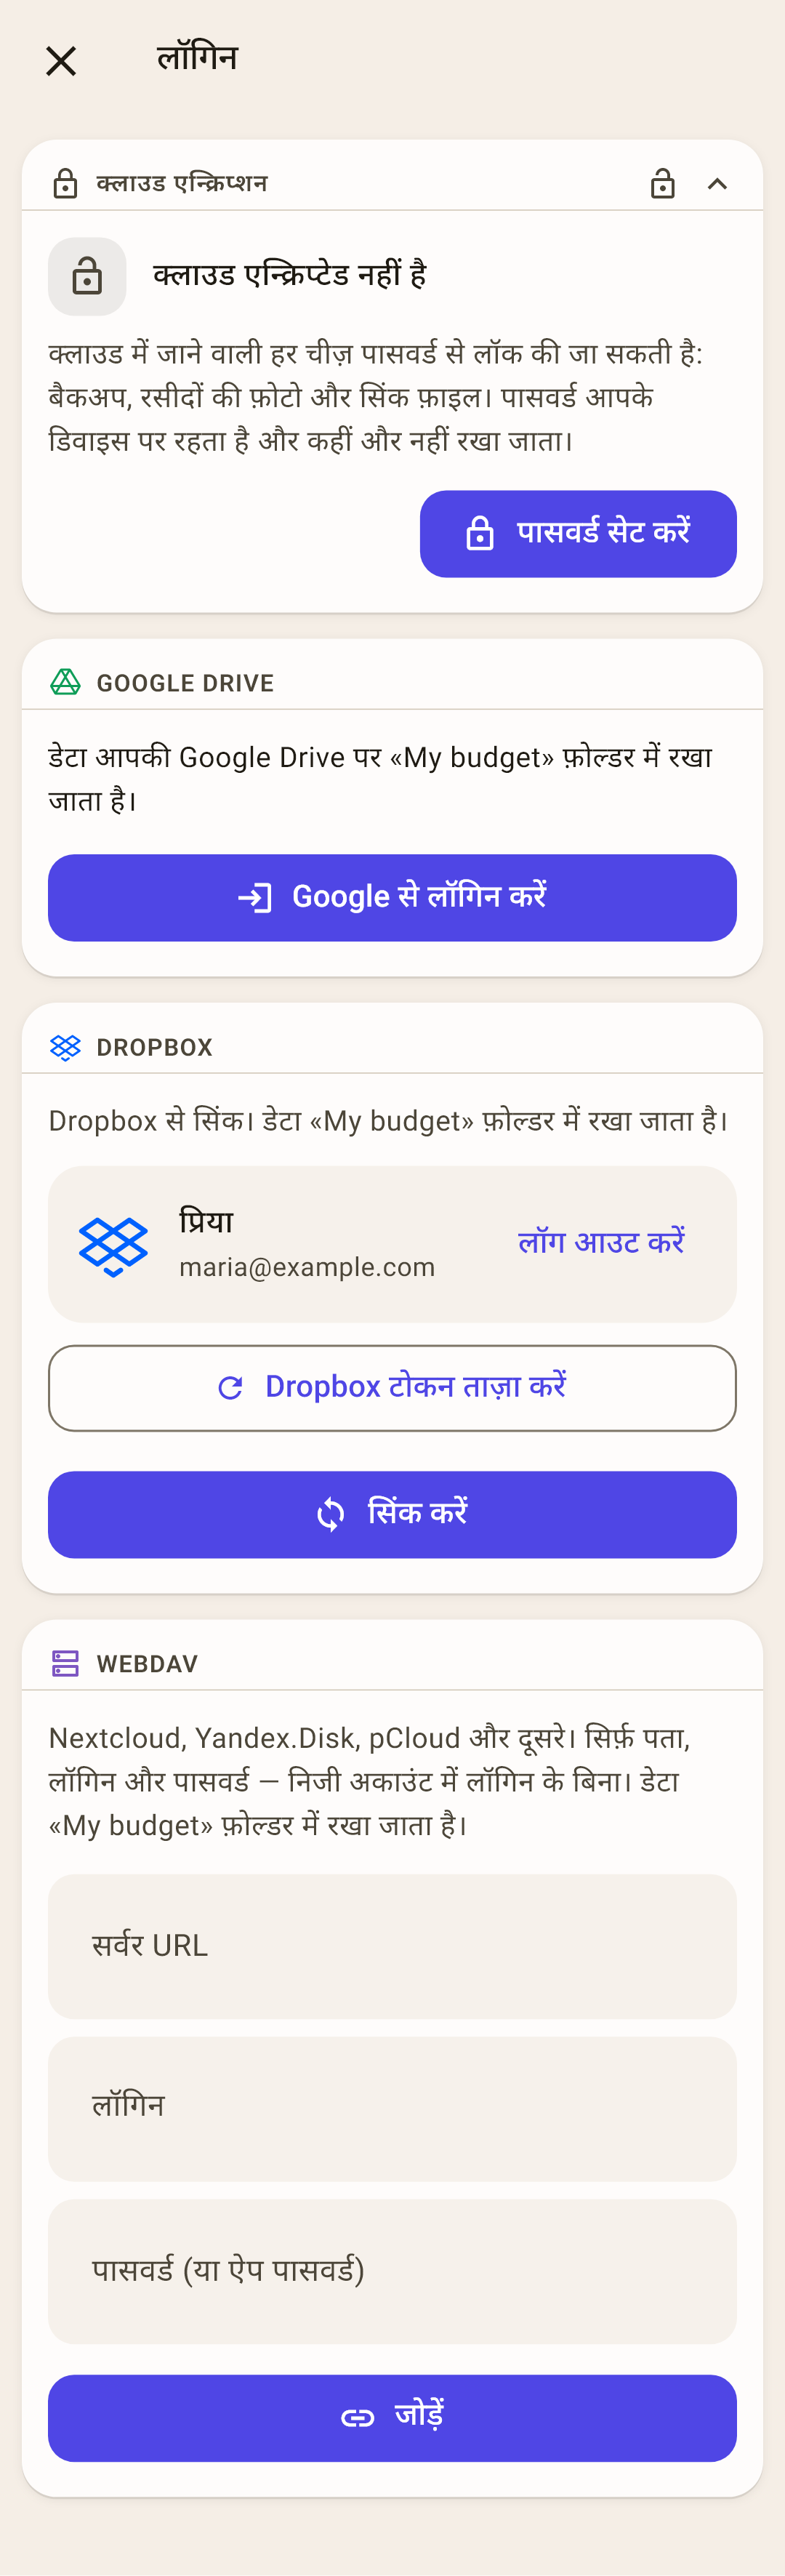 लॉगिन
क्लाउड एन्क्रिप्शन
क्लाउड एन्क्रिप्टेड नहीं है
क्लाउड में जाने वाली हर चीज़ पासवर्ड से लॉक की जा सकती है:
बैकअप, रसीदों की फ़ोटो और सिंक फ़ाइल। पासवर्ड आपके
डिवाइस पर रहता है और कहीं और नहीं रखा जाता।
पासवर्ड सेट करें
GOOGLE DRIVE
डेटा आपकी Google Drive पर «My budget» फ़ोल्डर में रखा
जाता है।
Google से लॉगिन करें
DROPBOX
Dropbox से सिंक। डेटा «My budget» फ़ोल्डर में रखा जाता है।
प्रिया
maria@example.com
लॉग आउट करें
Dropbox टोकन ताज़ा करें
सिंक करें
WEBDAV
Nextcloud, Yandex.Disk, pCloud और दूसरे। सिर्फ़ पता,
लॉगिन और पासवर्ड — निजी अकाउंट में लॉगिन के बिना। डेटा
«My budget» फ़ोल्डर में रखा जाता है।
सर्वर URL
लॉगिन
पासवर्ड (या ऐप पासवर्ड)
जोड़ें